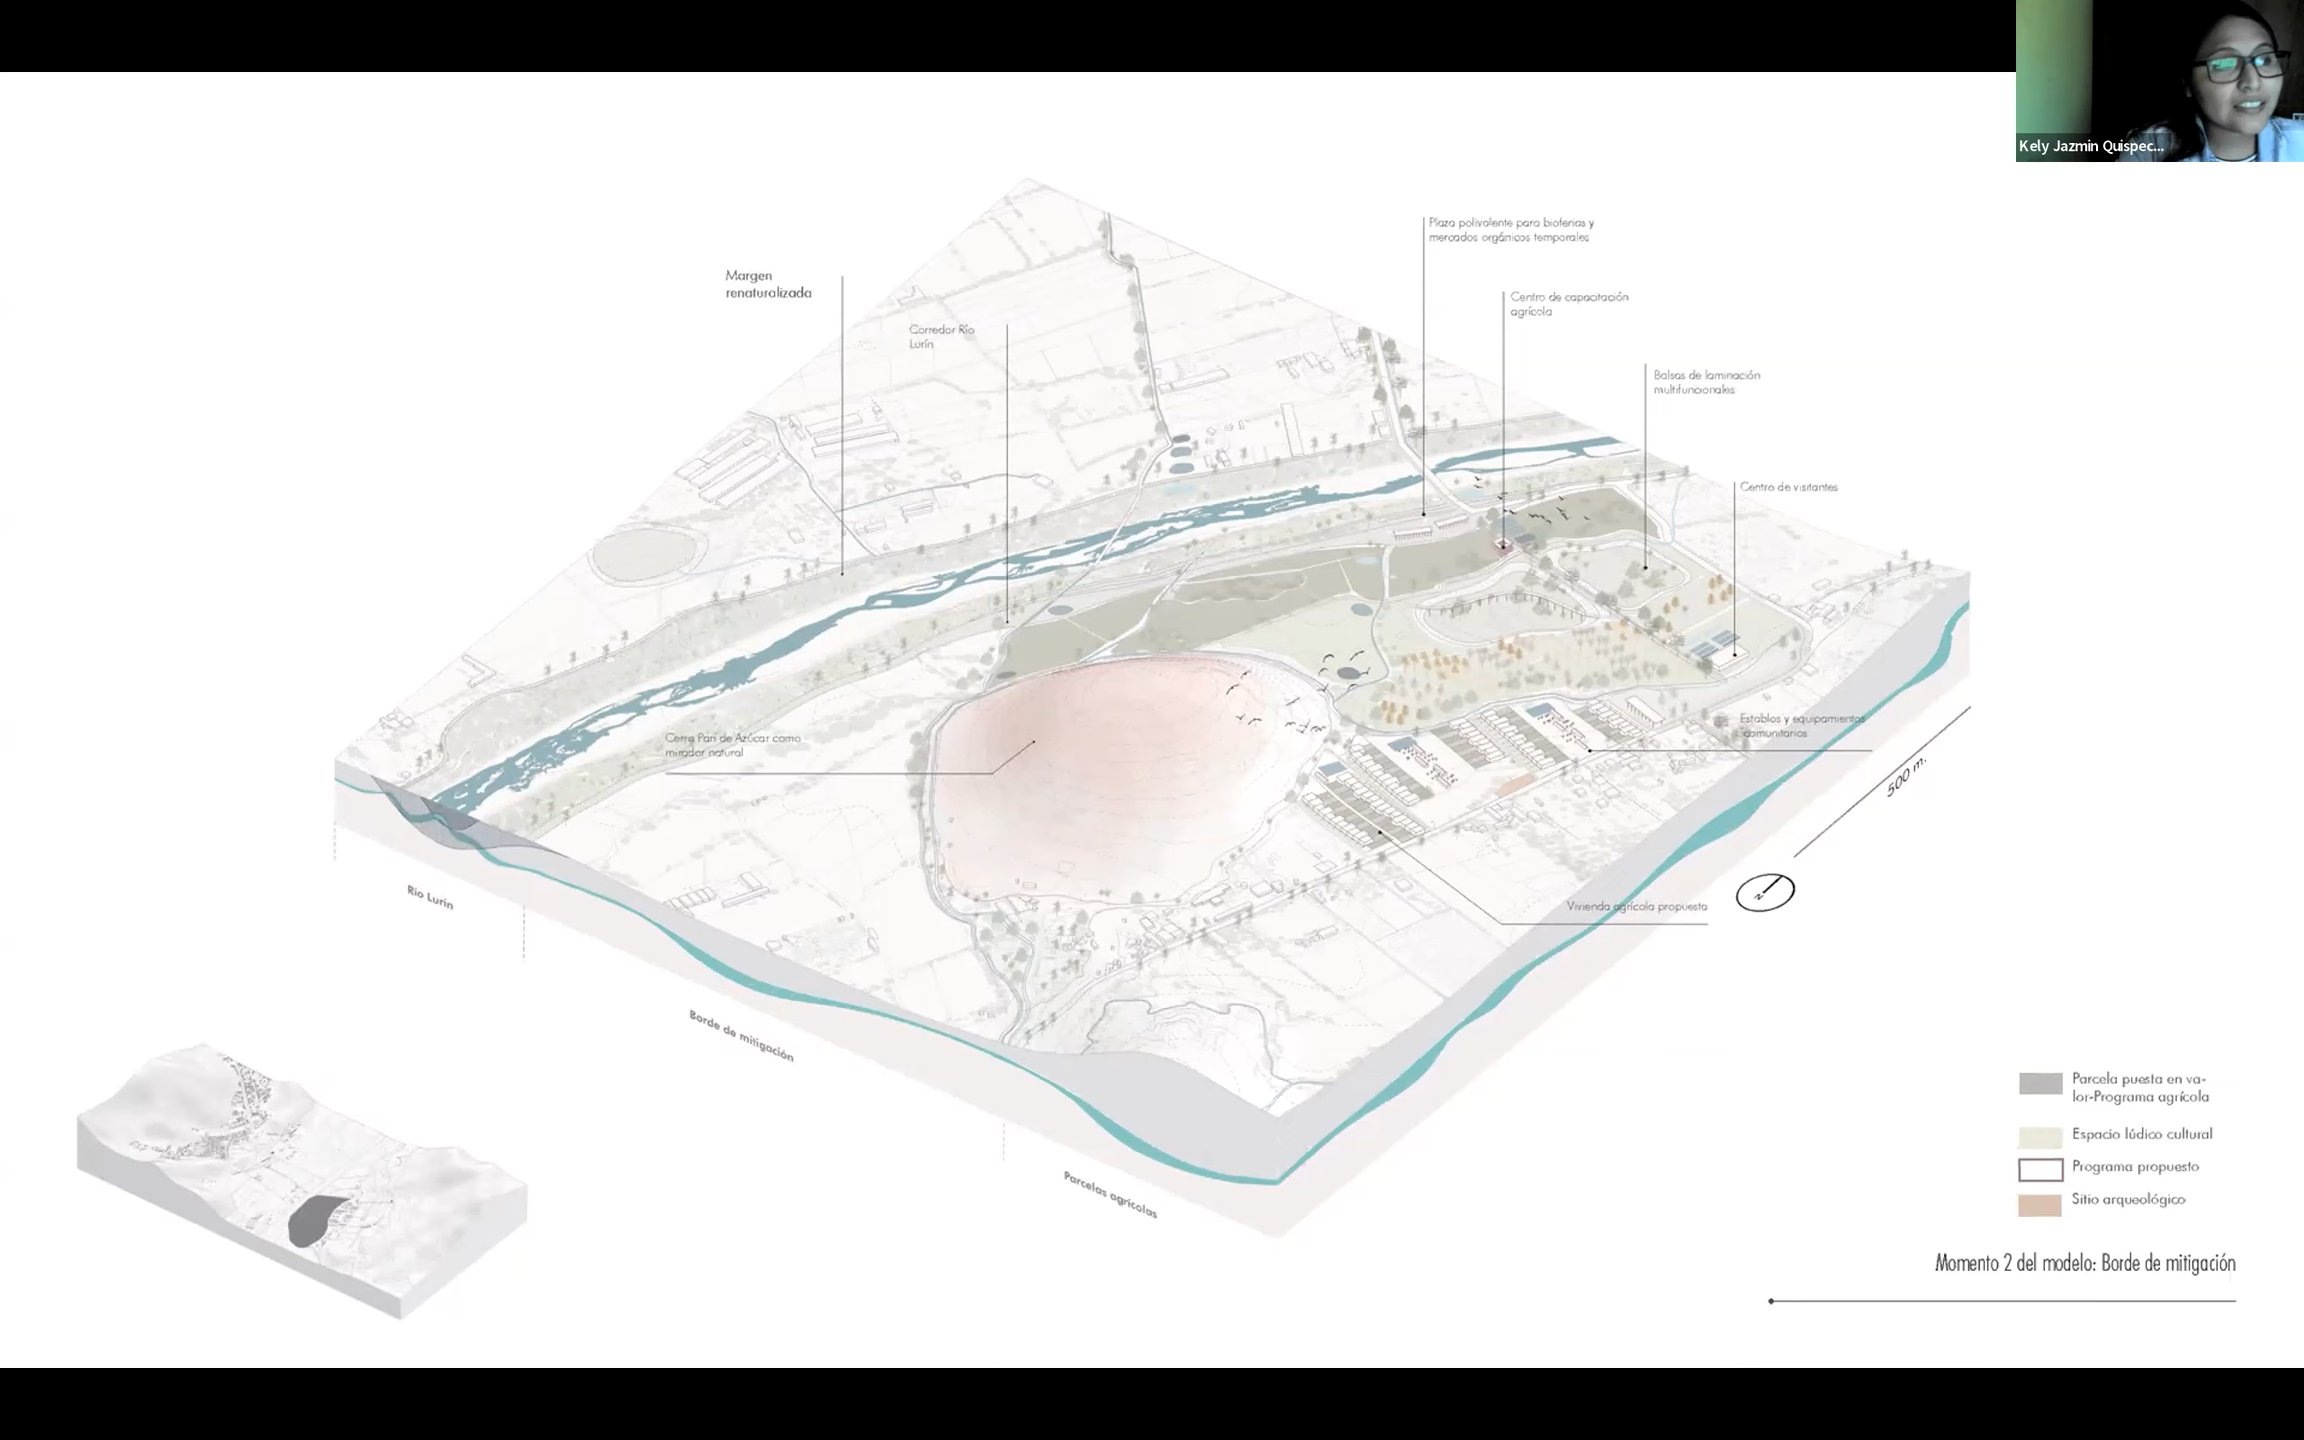 Kely Jazmin Quispec...
Plaza polivalente para bioferias y
mercados orgánicos temporales
Margen
renaturalizada
Centro de capacitación
agrícola
Corredor Río
Lurín
Balsas de laminación
multifuncionales
Centro de visitantes
Establos y equipamientos
comunitarios
Cerro Pan de Azúcar como
mirador natural
500 m.
N
Río Lurín
Vivienda agrícola propuesta
Borde de mitigación
Parcelas agrícolas
Parcela puesta en va-
lor-Programa agrícola
Espacio lúdico cultural
Programa propuesto
Sitio arqueológico
Momento 2 del modelo: Borde de mitigación